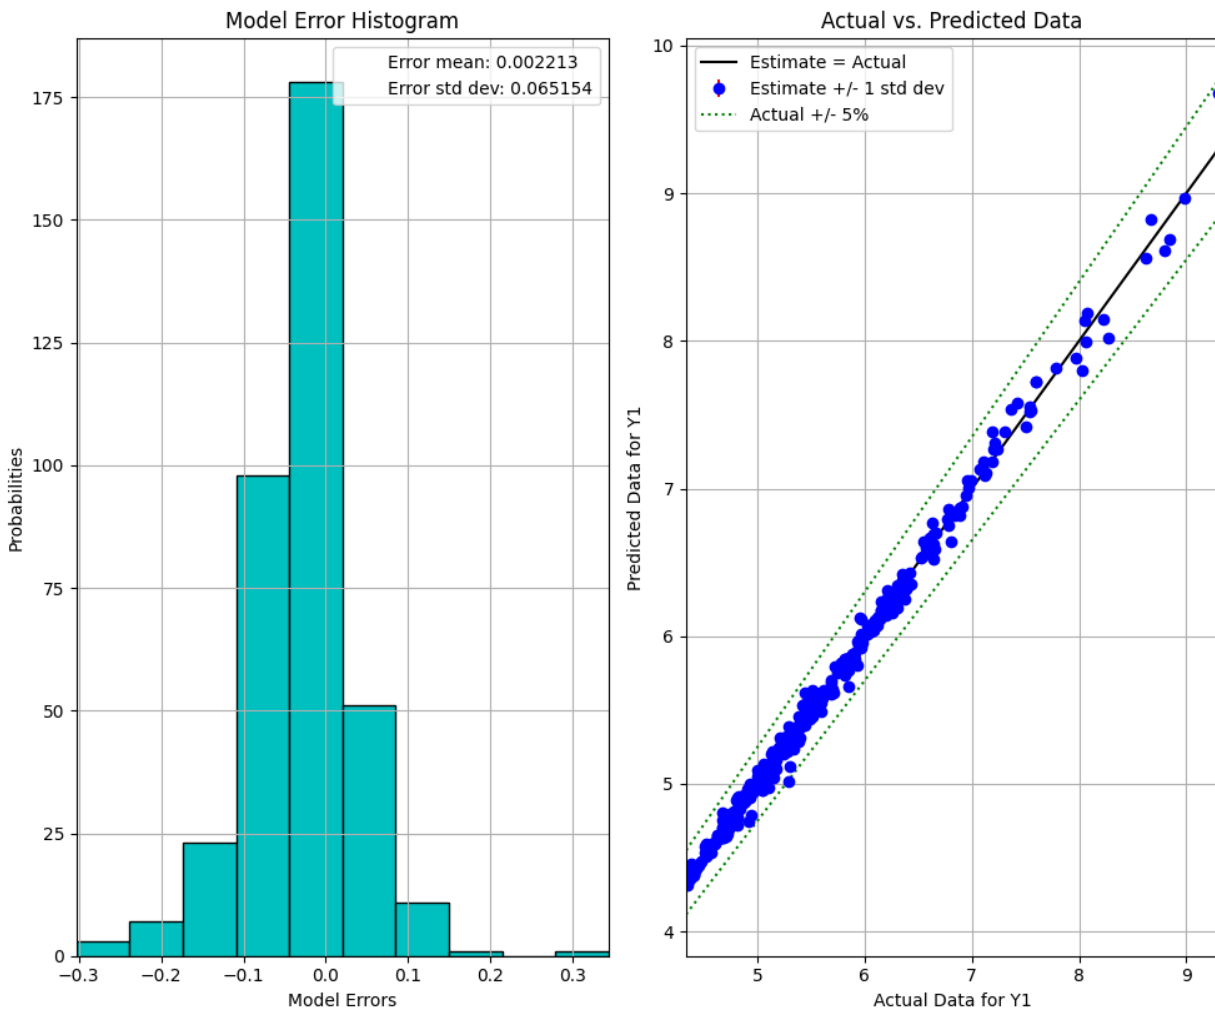 Model Error Histogram
Error mean: 0.002213
Error std dev: 0.065154
175
150
125
100
75
50
25
0
Probabilities
−0.3
−0.2
−0.1
0.0
0.1
0.2
0.3
Model Errors
Actual vs. Predicted Data
Estimate = Actual
Estimate +/- 1 std dev
Actual +/- 5%
10
9
8
7
6
5
4
Predicted Data for Y1
5
6
7
8
9
Actual Data for Y1